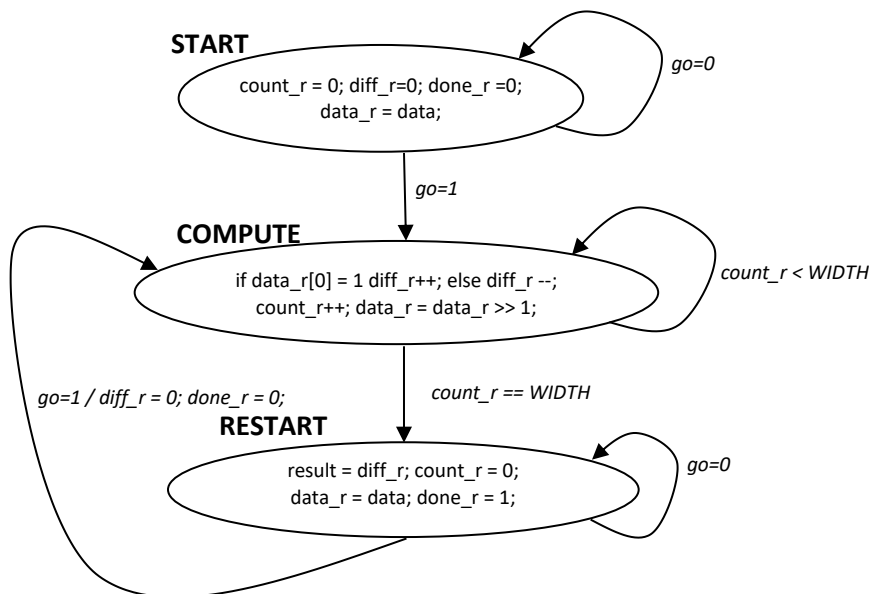 START
count_r = 0; diff_r=0; done_r =0;
data_r = data;
go=0
go=1
COMPUTE
if data_r[0] = 1 diff_r++; else diff_r --;
count_r++; data_r = data_r >> 1;
count_r < WIDTH
go=1 / diff_r = 0; done_r = 0;
count_r == WIDTH
RESTART
result = diff_r; count_r = 0;
data_r = data; done_r = 1;
go=0